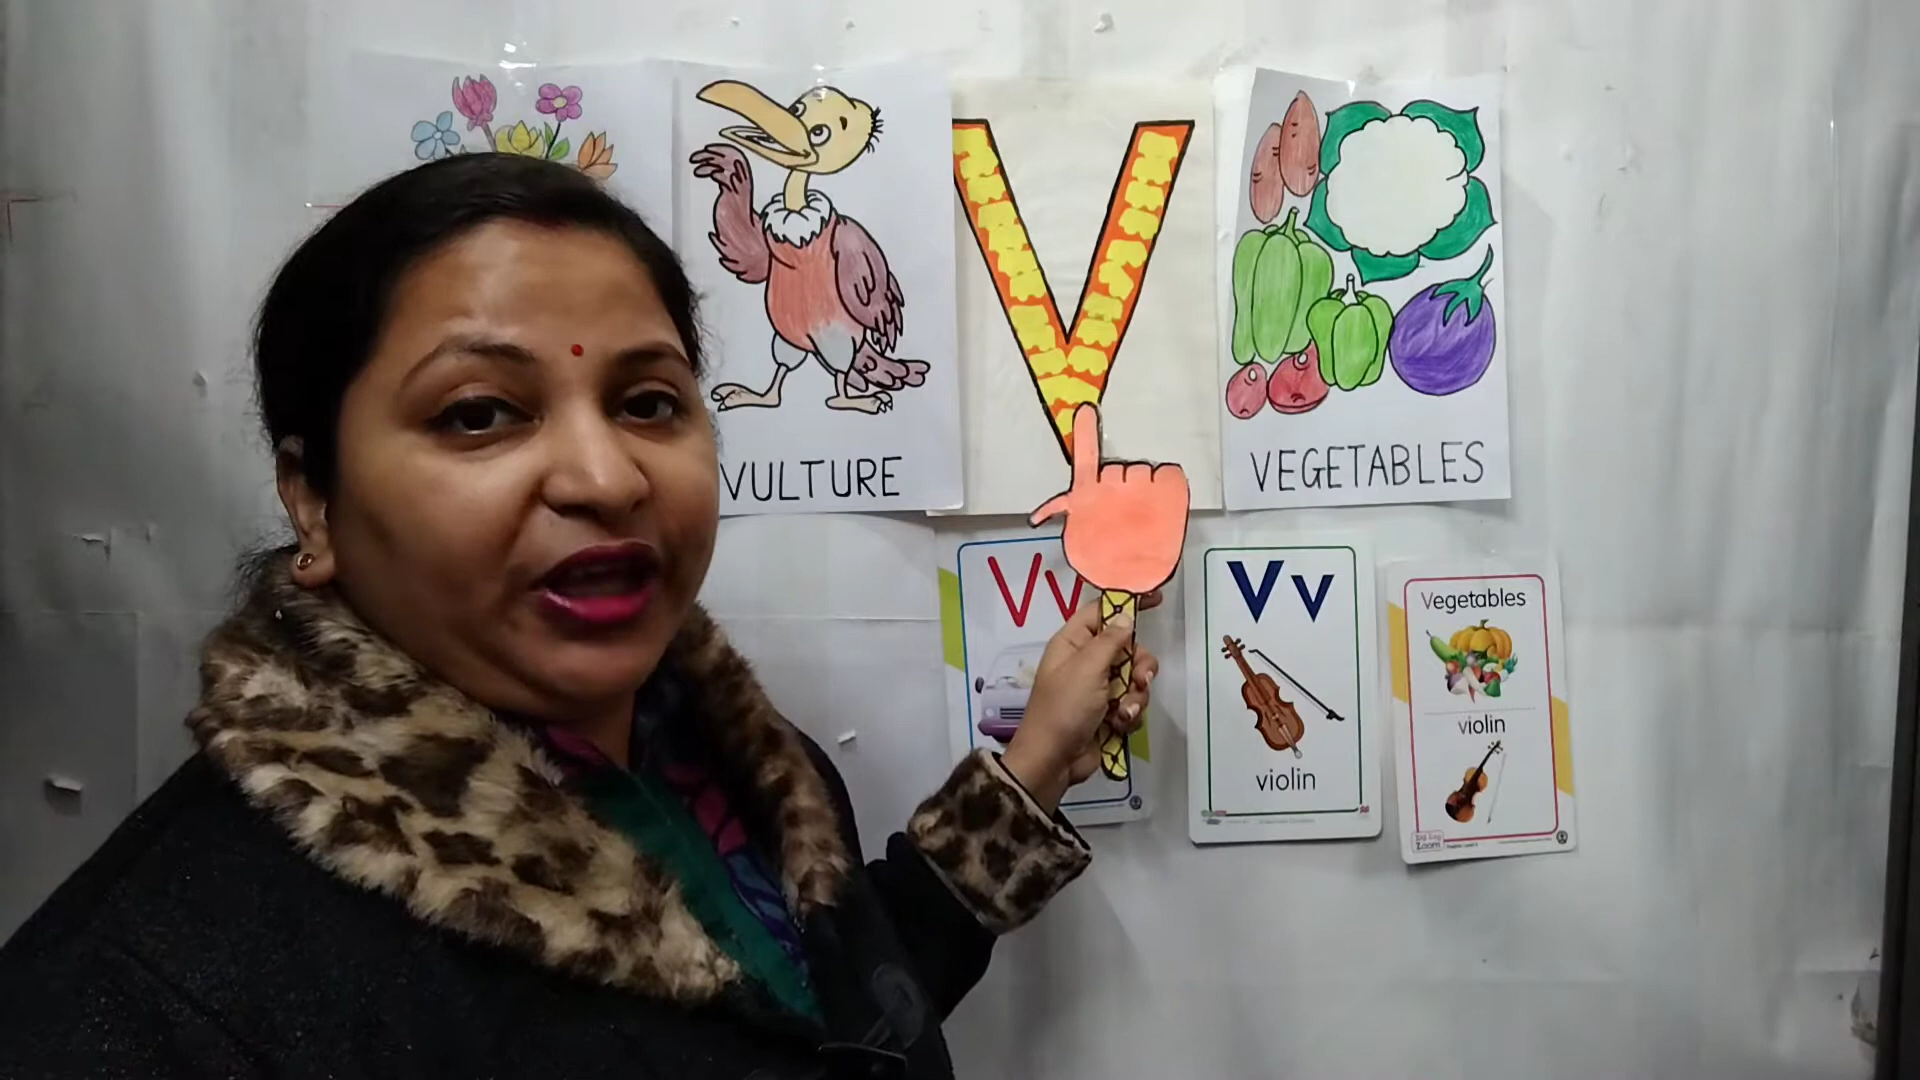 V
VULTURE
VEGETABLES
Vv
Vv
violin
Vegetables
violin